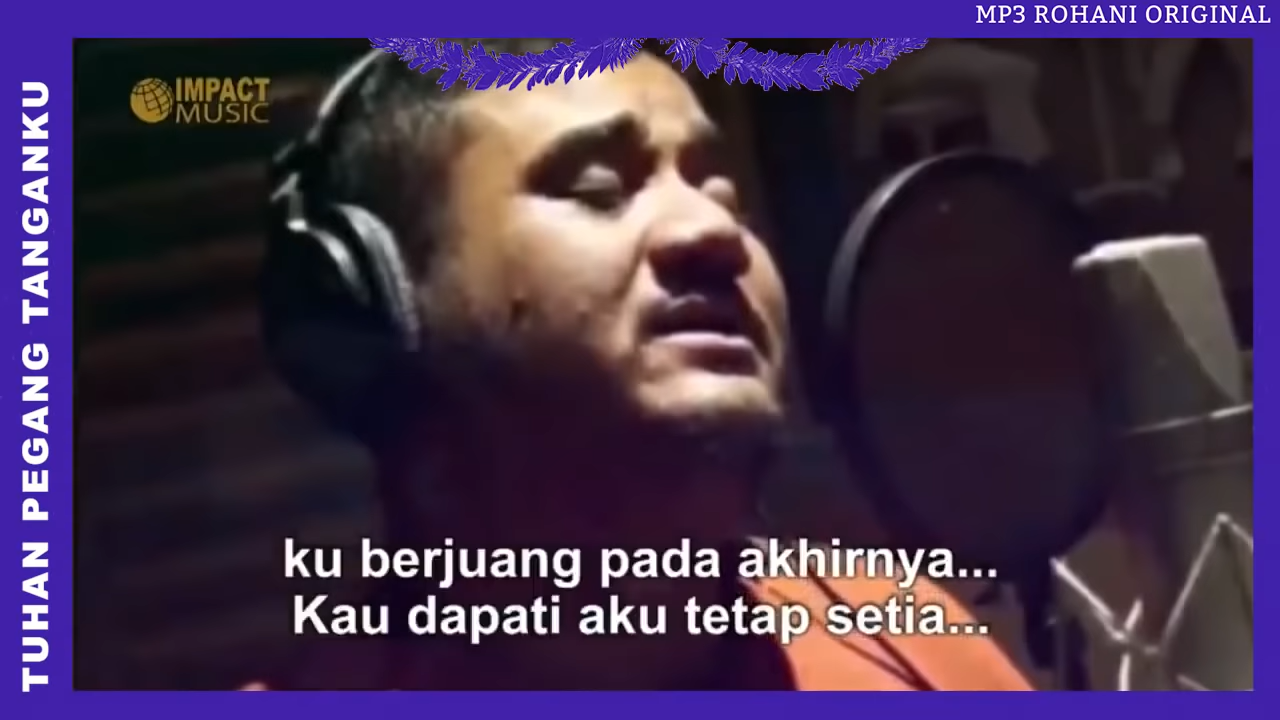 MP3 ROHANI ORIGINAL
IMPACT
MUSIC
TUHAN PEGANG TANGANKU
ku berjuang pada akhirnya...
Kau dapati aku tetap setia...